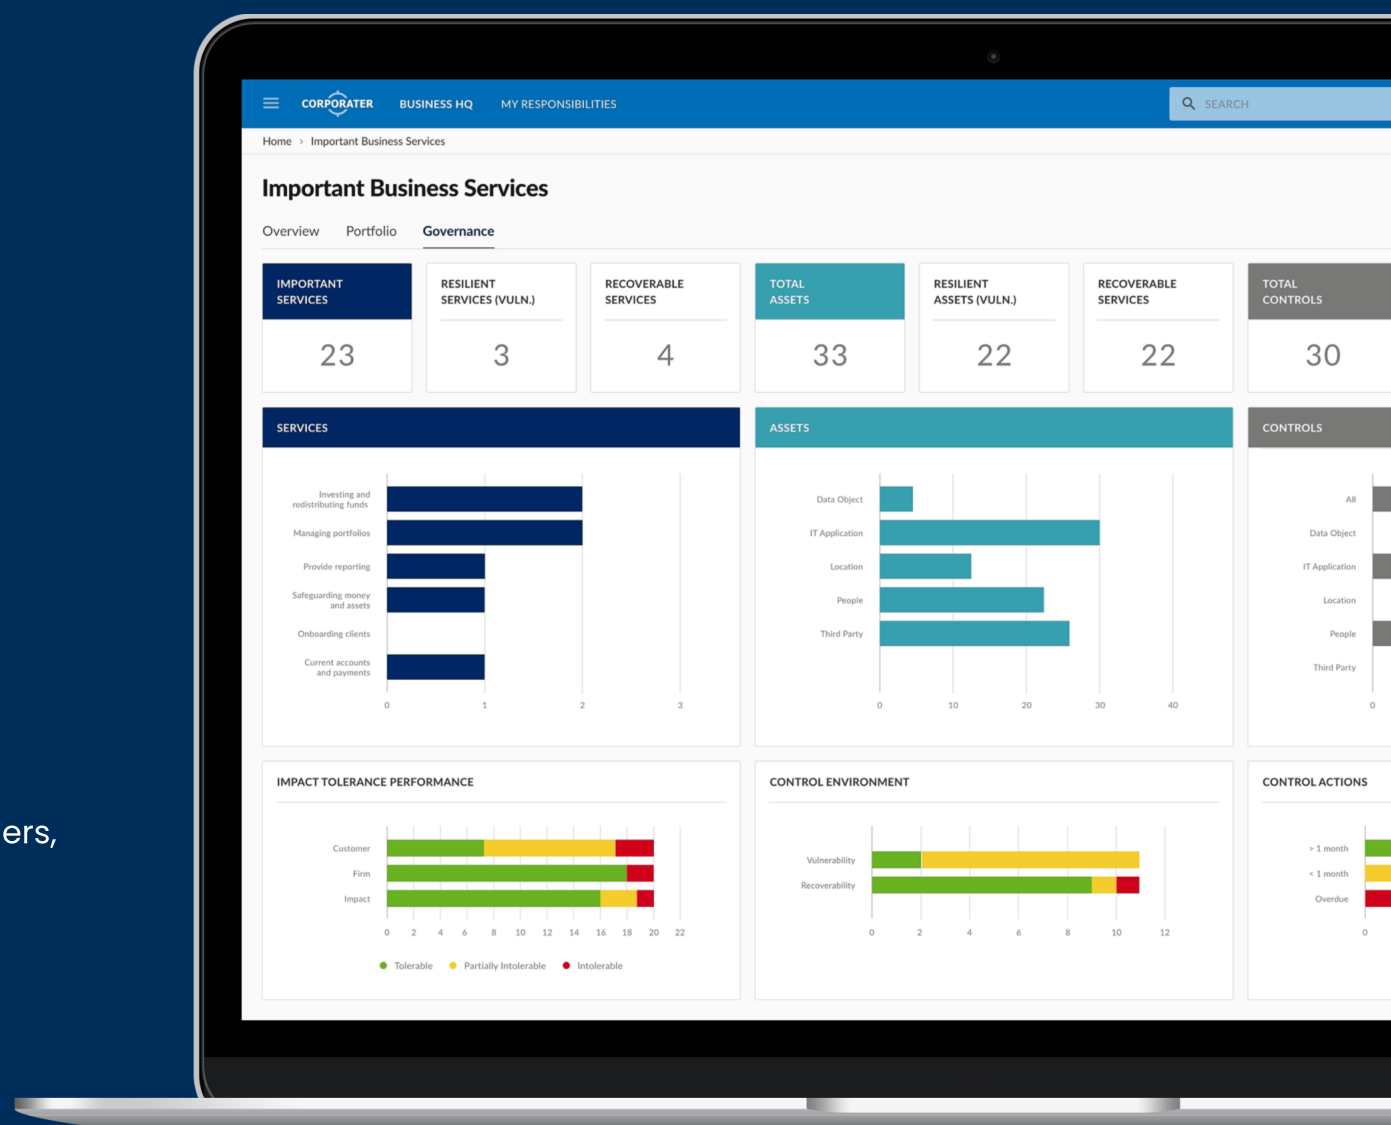 CORPORATER
BUSINESS HQ
MY RESPONSIBILITIES
SEARCH
Home > Important Business Services
Important Business Services
Overview
Portfolio
Governance
IMPORTANT
SERVICES
23
RESILIENT
SERVICES (VULN.)
3
RECOVERABLE
SERVICES
4
TOTAL
ASSETS
33
RESILIENT
ASSETS (VULN.)
22
RECOVERABLE
SERVICES
22
TOTAL
CONTROLS
30
SERVICES
Investing and
redistributing funds
Managing portfolios
Provide reporting
Safeguarding money
and assets
Onboarding clients
Current accounts
and payments
0 1 2 3
ASSETS
Data Object
IT Application
Location
People
Third Party
0 10 20 30 40
CONTROLS
All
Data Object
IT Application
Location
People
Third Party
0
IMPACT TOLERANCE PERFORMANCE
Customer
Firm
Impact
0 2 4 6 8 10 12 14 16 18 20 22
Tolerable
Partially Intolerable
Intolerable
CONTROL ENVIRONMENT
Vulnerability
Recoverability
0 2 4 6 8 10 12
CONTROL ACTIONS
> 1 month
< 1 month
Overdue
0
ers,